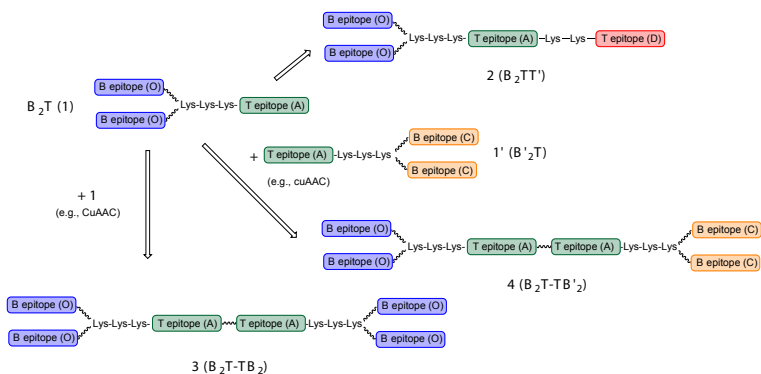 B epitope (O)
B epitope (O)
Lys-Lys-Lys-
T epitope (A)
Lys
Lys
T epitope (D)
2 (B₂TT')
B₂T (1)
B epitope (O)
B epitope (O)
Lys-Lys-Lys-
T epitope (A)
+
T epitope (A)
-Lys-Lys-Lys
B epitope (C)
B epitope (C)
1' (B'₂T)
(e.g., cuAAC)
+ 1
(e.g., CuAAC)
B epitope (O)
B epitope (O)
Lys-Lys-Lys-
T epitope (A)
T epitope (A)
-Lys-Lys-Lys
B epitope (C)
B epitope (C)
4 (B₂T-TB'₂)
B epitope (O)
B epitope (O)
Lys-Lys-Lys-
T epitope (A)
T epitope (A)
-Lys-Lys-Lys
B epitope (O)
B epitope (O)
3 (B₂T-TB₂)